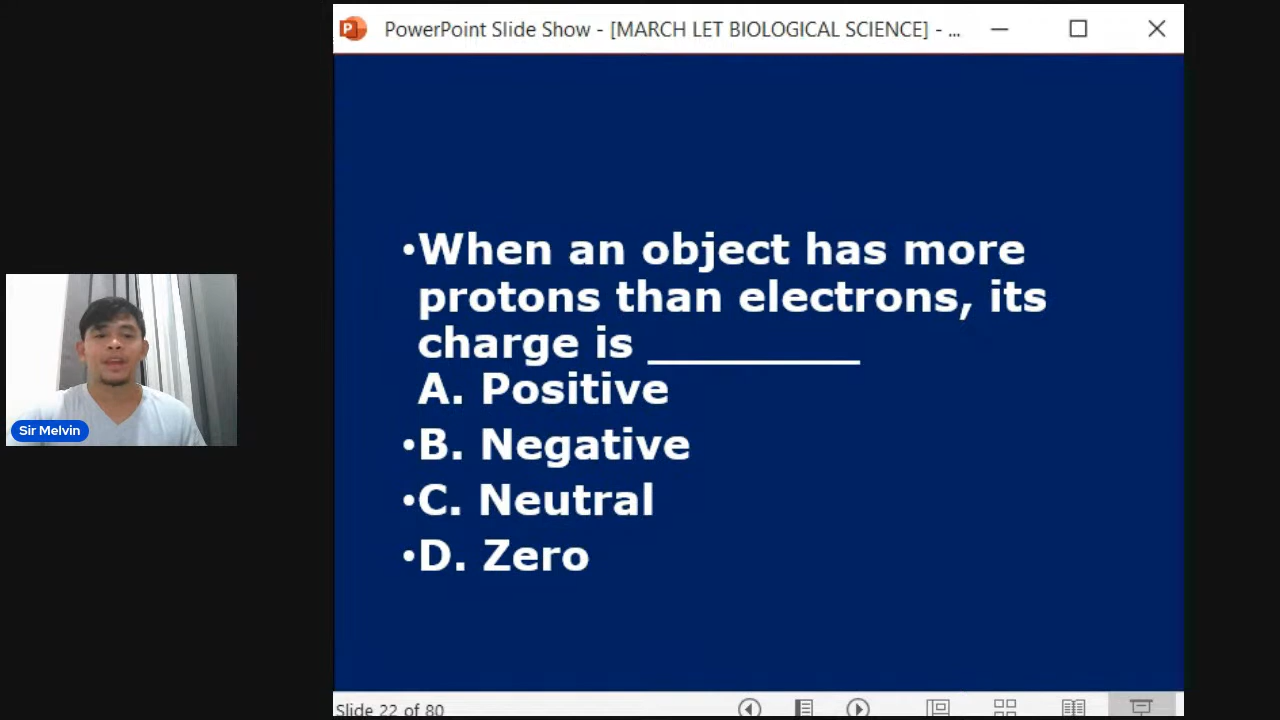 PowerPoint Slide Show - [MARCH LET BIOLOGICAL SCIENCE] - ...
•When an object has more
protons than electrons, its
charge is __________
A. Positive
•B. Negative
•C. Neutral
•D. Zero
Sir Melvin
Slide 22 of 80